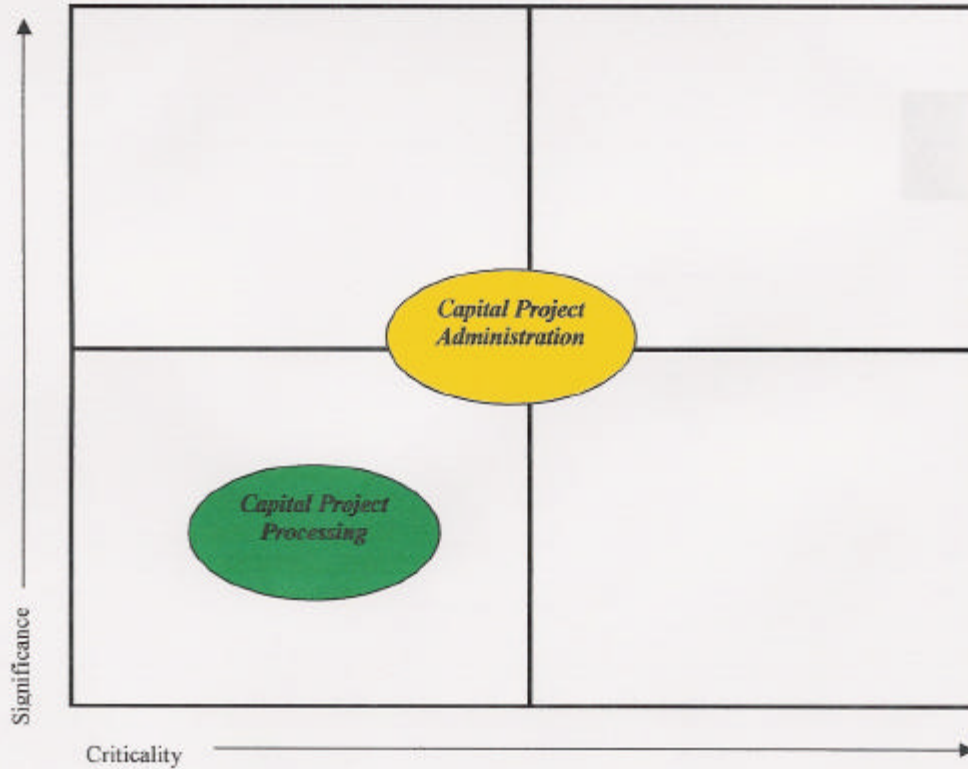 Capital Project
Administration
Capital Project
Processing
Significance
Criticality